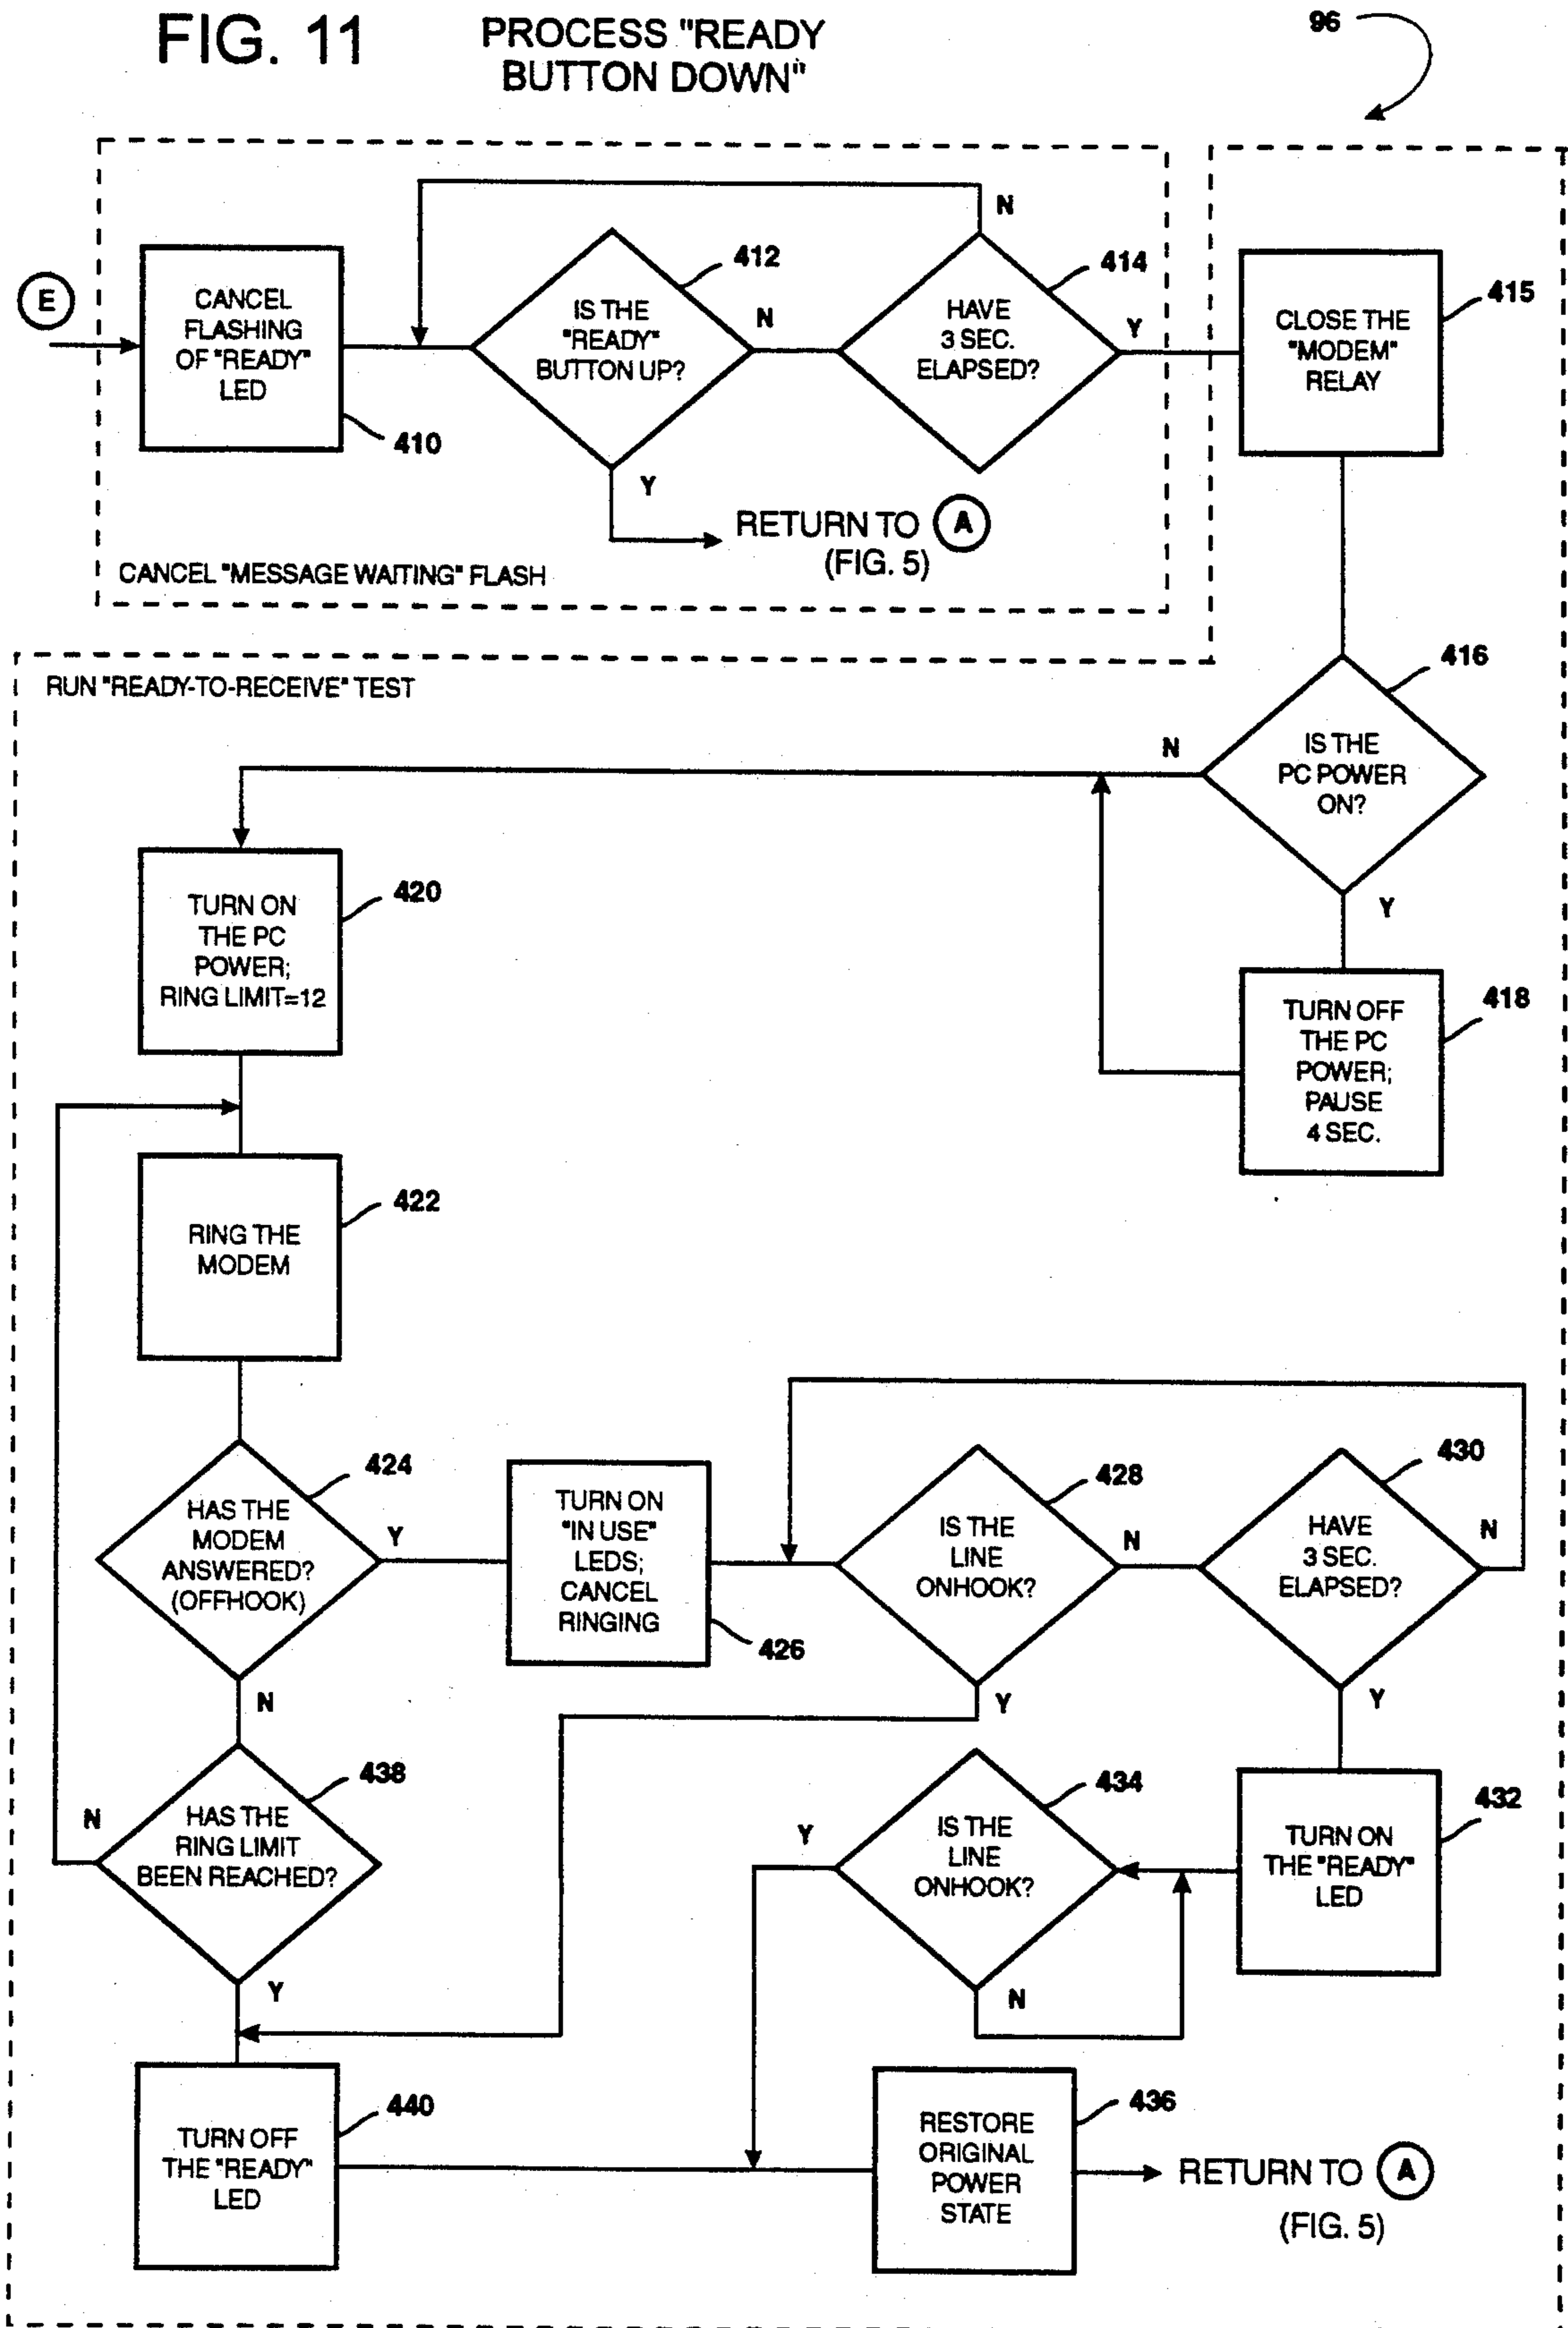 FIG. 11
PROCESS "READY
BUTTON DOWN"
96
E
CANCEL
FLASHING
OF "READY"
LED
410
IS THE
"READY"
BUTTON UP?
412
N
Y
HAVE
3 SEC.
ELAPSED?
414
N
Y
RETURN TO A
(FIG. 5)
CANCEL "MESSAGE WAITING" FLASH
CLOSE THE
"MODEM"
RELAY
415
RUN "READY-TO-RECEIVE" TEST
IS THE
PC POWER
ON?
416
N
Y
TURN OFF
THE PC
POWER;
PAUSE
4 SEC.
418
TURN ON
THE PC
POWER;
RING LIMIT=12
420
RING THE
MODEM
422
HAS THE
MODEM
ANSWERED?
(OFFHOOK)
424
Y
N
TURN ON
"IN USE"
LEDS;
CANCEL
RINGING
426
IS THE
LINE
ONHOOK?
428
N
Y
HAVE
3 SEC.
ELAPSED?
430
N
Y
TURN ON
THE "READY"
LED
432
IS THE
LINE
ONHOOK?
434
Y
N
HAS THE
RING LIMIT
BEEN REACHED?
438
N
Y
TURN OFF
THE "READY"
LED
440
RESTORE
ORIGINAL
POWER
STATE
436
RETURN TO A
(FIG. 5)